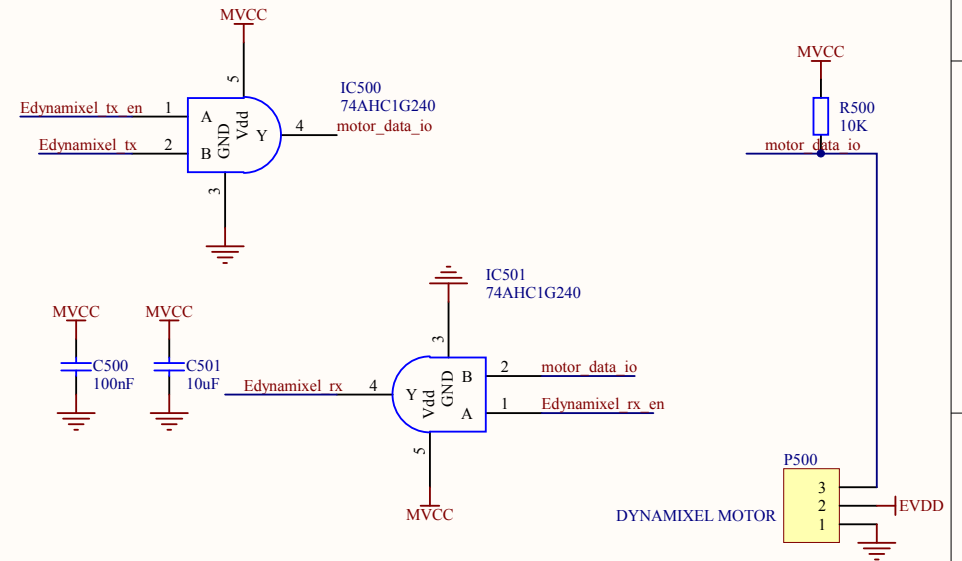 MVCC
5
IC500
74AHC1G240
Edynamixel_tx_en 1
A
Vdd
GND
Y
4
motor_data_io
Edynamixel_tx 2
B
3
MVCC
R500
10K
motor_data_io
IC501
74AHC1G240
3
MVCC
C500
100nF
MVCC
C501
10uF
Edynamixel_rx 4
Y
Vdd
GND
B
2 motor_data_io
A
1 Edynamixel_rx_en
5
MVCC
P500
DYNAMIXEL MOTOR
3
2
1
EVDD